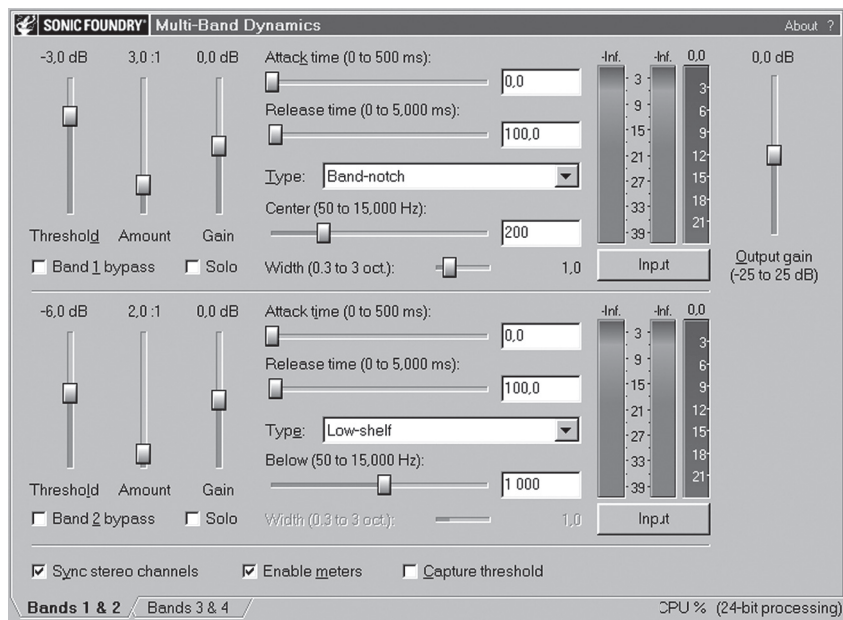 SONIC FOUNDRY Multi-Band Dynamics About ?
-3,0 dB 3,0 :1 0,0 dB Attack time (0 to 500 ms): -Inf. -Inf. 0,0 0,0 dB
0,0
3 3
Release time (0 to 5,000 ms): 9 6
100,0 15 9
21 12
Type: Band-notch 27 15
Center (50 to 15,000 Hz): 33 18
200 39 21
Threshold Amount Gain
Band 1 bypass Solo Width (0.3 to 3 oct.): 1,0 Input Output gain
(-25 to 25 dB)
-6,0 dB 2,0 :1 0,0 dB Attack time (0 to 500 ms): -Inf. -Inf. 0,0
0,0
3 3
Release time (0 to 5,000 ms): 9 6
100,0 15 9
21 12
Type: Low-shelf 27 15
Below (50 to 15,000 Hz): 33 18
1 000 39 21
Threshold Amount Gain
Band 2 bypass Solo Width (0.3 to 3 oct.): 1,0 Input
Sync stereo channels Enable meters Capture threshold
Bands 1 & 2 Bands 3 & 4 CPU % (24-bit processing)